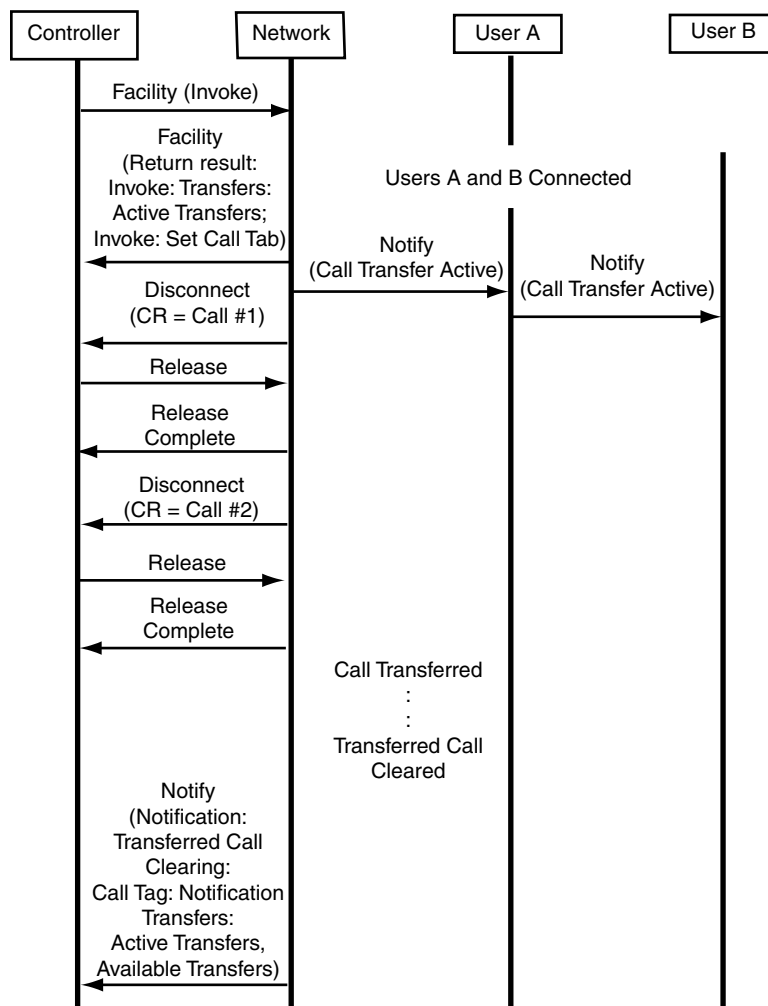 Controller
Network
User A
User B
Facility (Invoke)
Facility
(Return result:
Invoke: Transfers:
Active Transfers;
Invoke: Set Call Tab)
Users A and B Connected
Notify
(Call Transfer Active)
Notify
(Call Transfer Active)
Disconnect
(CR = Call #1)
Release
Release
Complete
Disconnect
(CR = Call #2)
Release
Release
Complete
Call Transferred
:
:
Transferred Call
Cleared
Notify
(Notification:
Transferred Call
Clearing:
Call Tag: Notification
Transfers:
Active Transfers,
Available Transfers)